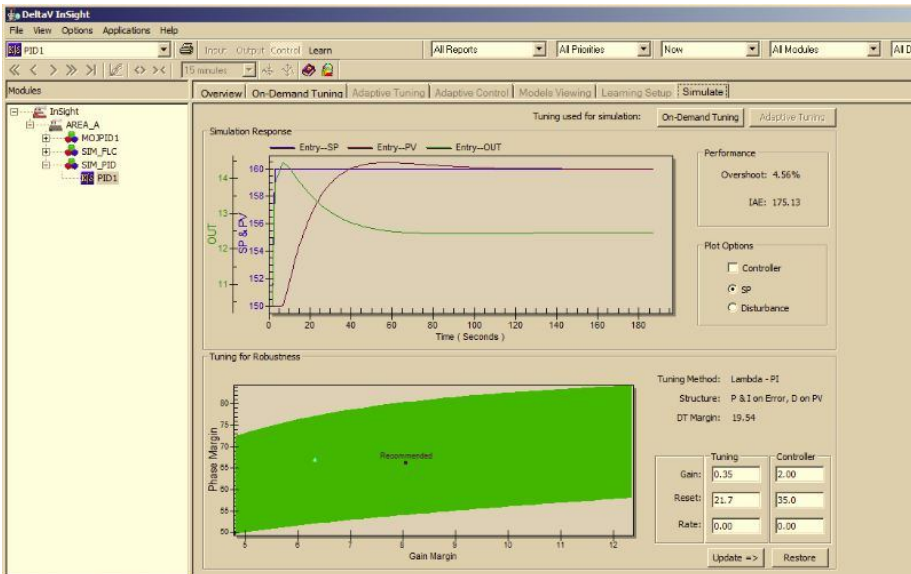 DeltaV InSight
File View Options Applications Help
PID1 Input Output Control Learn All Reports All Priorities Now All Modules All D
15 minutes
Modules
Overview On-Demand Tuning Adaptive Tuning Adaptive Control Models Viewing Learning Setup Simulate
InSight
AREA_A
MOJPID1
SIM_FLC
SIM_PID
PID1
Tuning used for simulation: On-Demand Tuning Adaptive Tuning
Simulation Response
Entry--SP Entry--PV Entry--OUT
OUT
14
13
12
11
SP & PV
160
158
156
154
152
150
0 20 40 60 80 100 120 140 160 180
Time ( Seconds )
Performance
Overshoot: 4.56%
IAE: 175.13
Plot Options
Controller
SP
Disturbance
Tuning for Robustness
Phase Margin
80
75
70
65
60
55
50
Recommended
5 6 7 8 9 10 11 12
Gain Margin
Tuning Method: Lambda - PI
Structure: P & I on Error, D on PV
DT Margin: 19.54
Tuning Controller
Gain: 0.35 2.00
Reset: 21.7 35.0
Rate: 0.00 0.00
Update => Restore